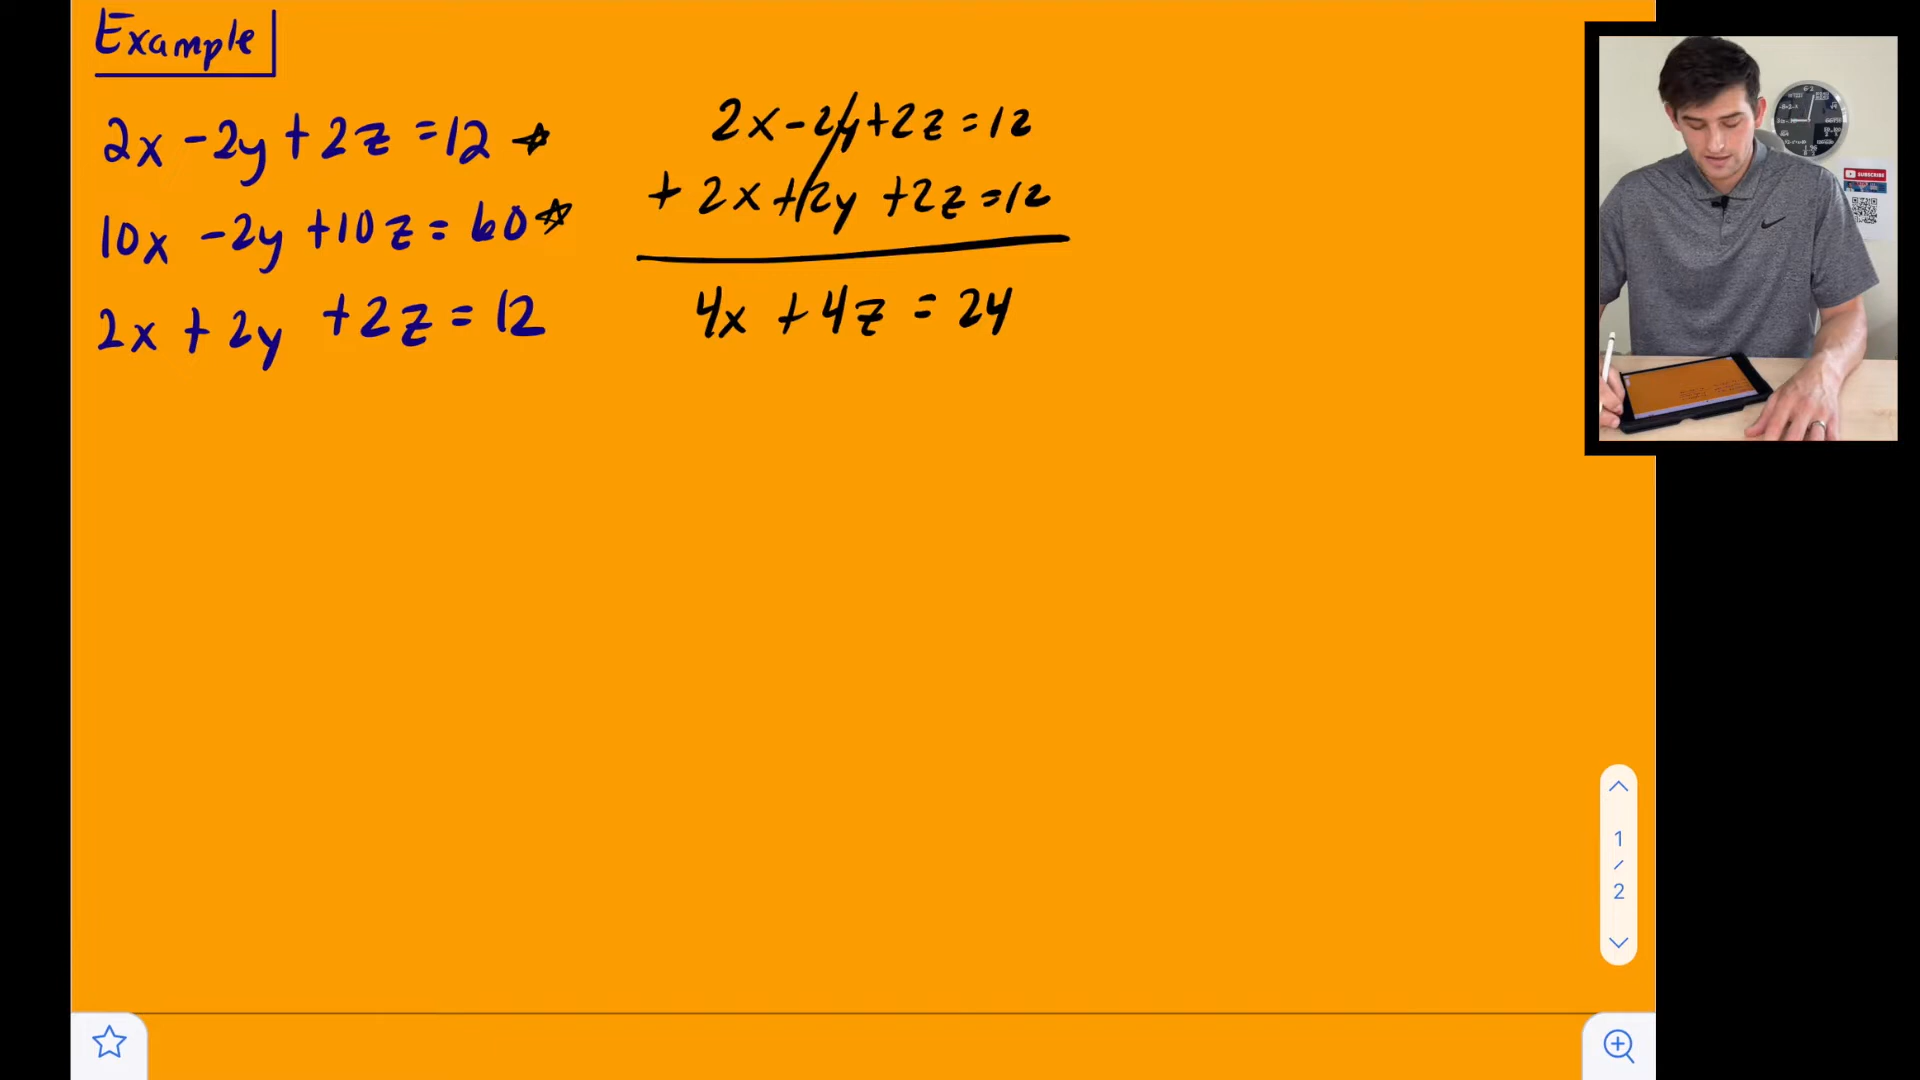 Example
2x - 2y + 2z = 12 ☆
10x - 2y + 10z = 60 ☆
2x + 2y + 2z = 12
2x - 2y + 2z = 12
+ 2x + 2y + 2z = 12
4x + 4z = 24
SUBSCRIBE
1
/
2